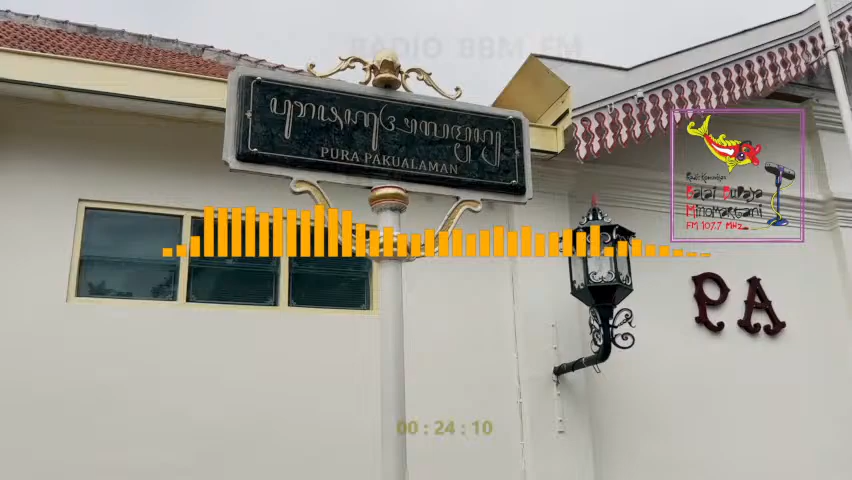 RADIO BBM FM
PURA PAKUALAMAN
Balai Budaya
Minomartani
FM 107.7 MHz
PA
00:24:10